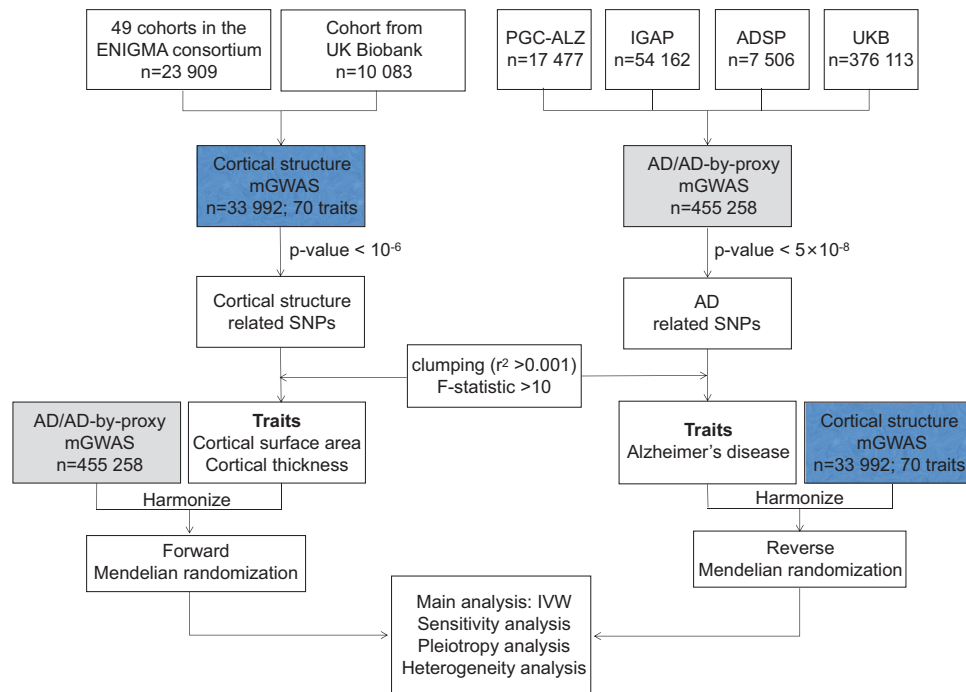 49 cohorts in the
ENIGMA consortium
n=23 909
Cohort from
UK Biobank
n=10 083
PGC-ALZ
n=17 477
IGAP
n=54 162
ADSP
n=7 506
UKB
n=376 113
Cortical structure
mGWAS
n=33 992; 70 traits
AD/AD-by-proxy
mGWAS
n=455 258
p-value < 10⁻⁶
p-value < 5×10⁻⁸
Cortical structure
related SNPs
AD
related SNPs
clumping (r² >0.001)
F-statistic >10
AD/AD-by-proxy
mGWAS
n=455 258
Traits
Cortical surface area
Cortical thickness
Traits
Alzheimer's disease
Cortical structure
mGWAS
n=33 992; 70 traits
Harmonize
Harmonize
Forward
Mendelian randomization
Reverse
Mendelian randomization
Main analysis: IVW
Sensitivity analysis
Pleiotropy analysis
Heterogeneity analysis